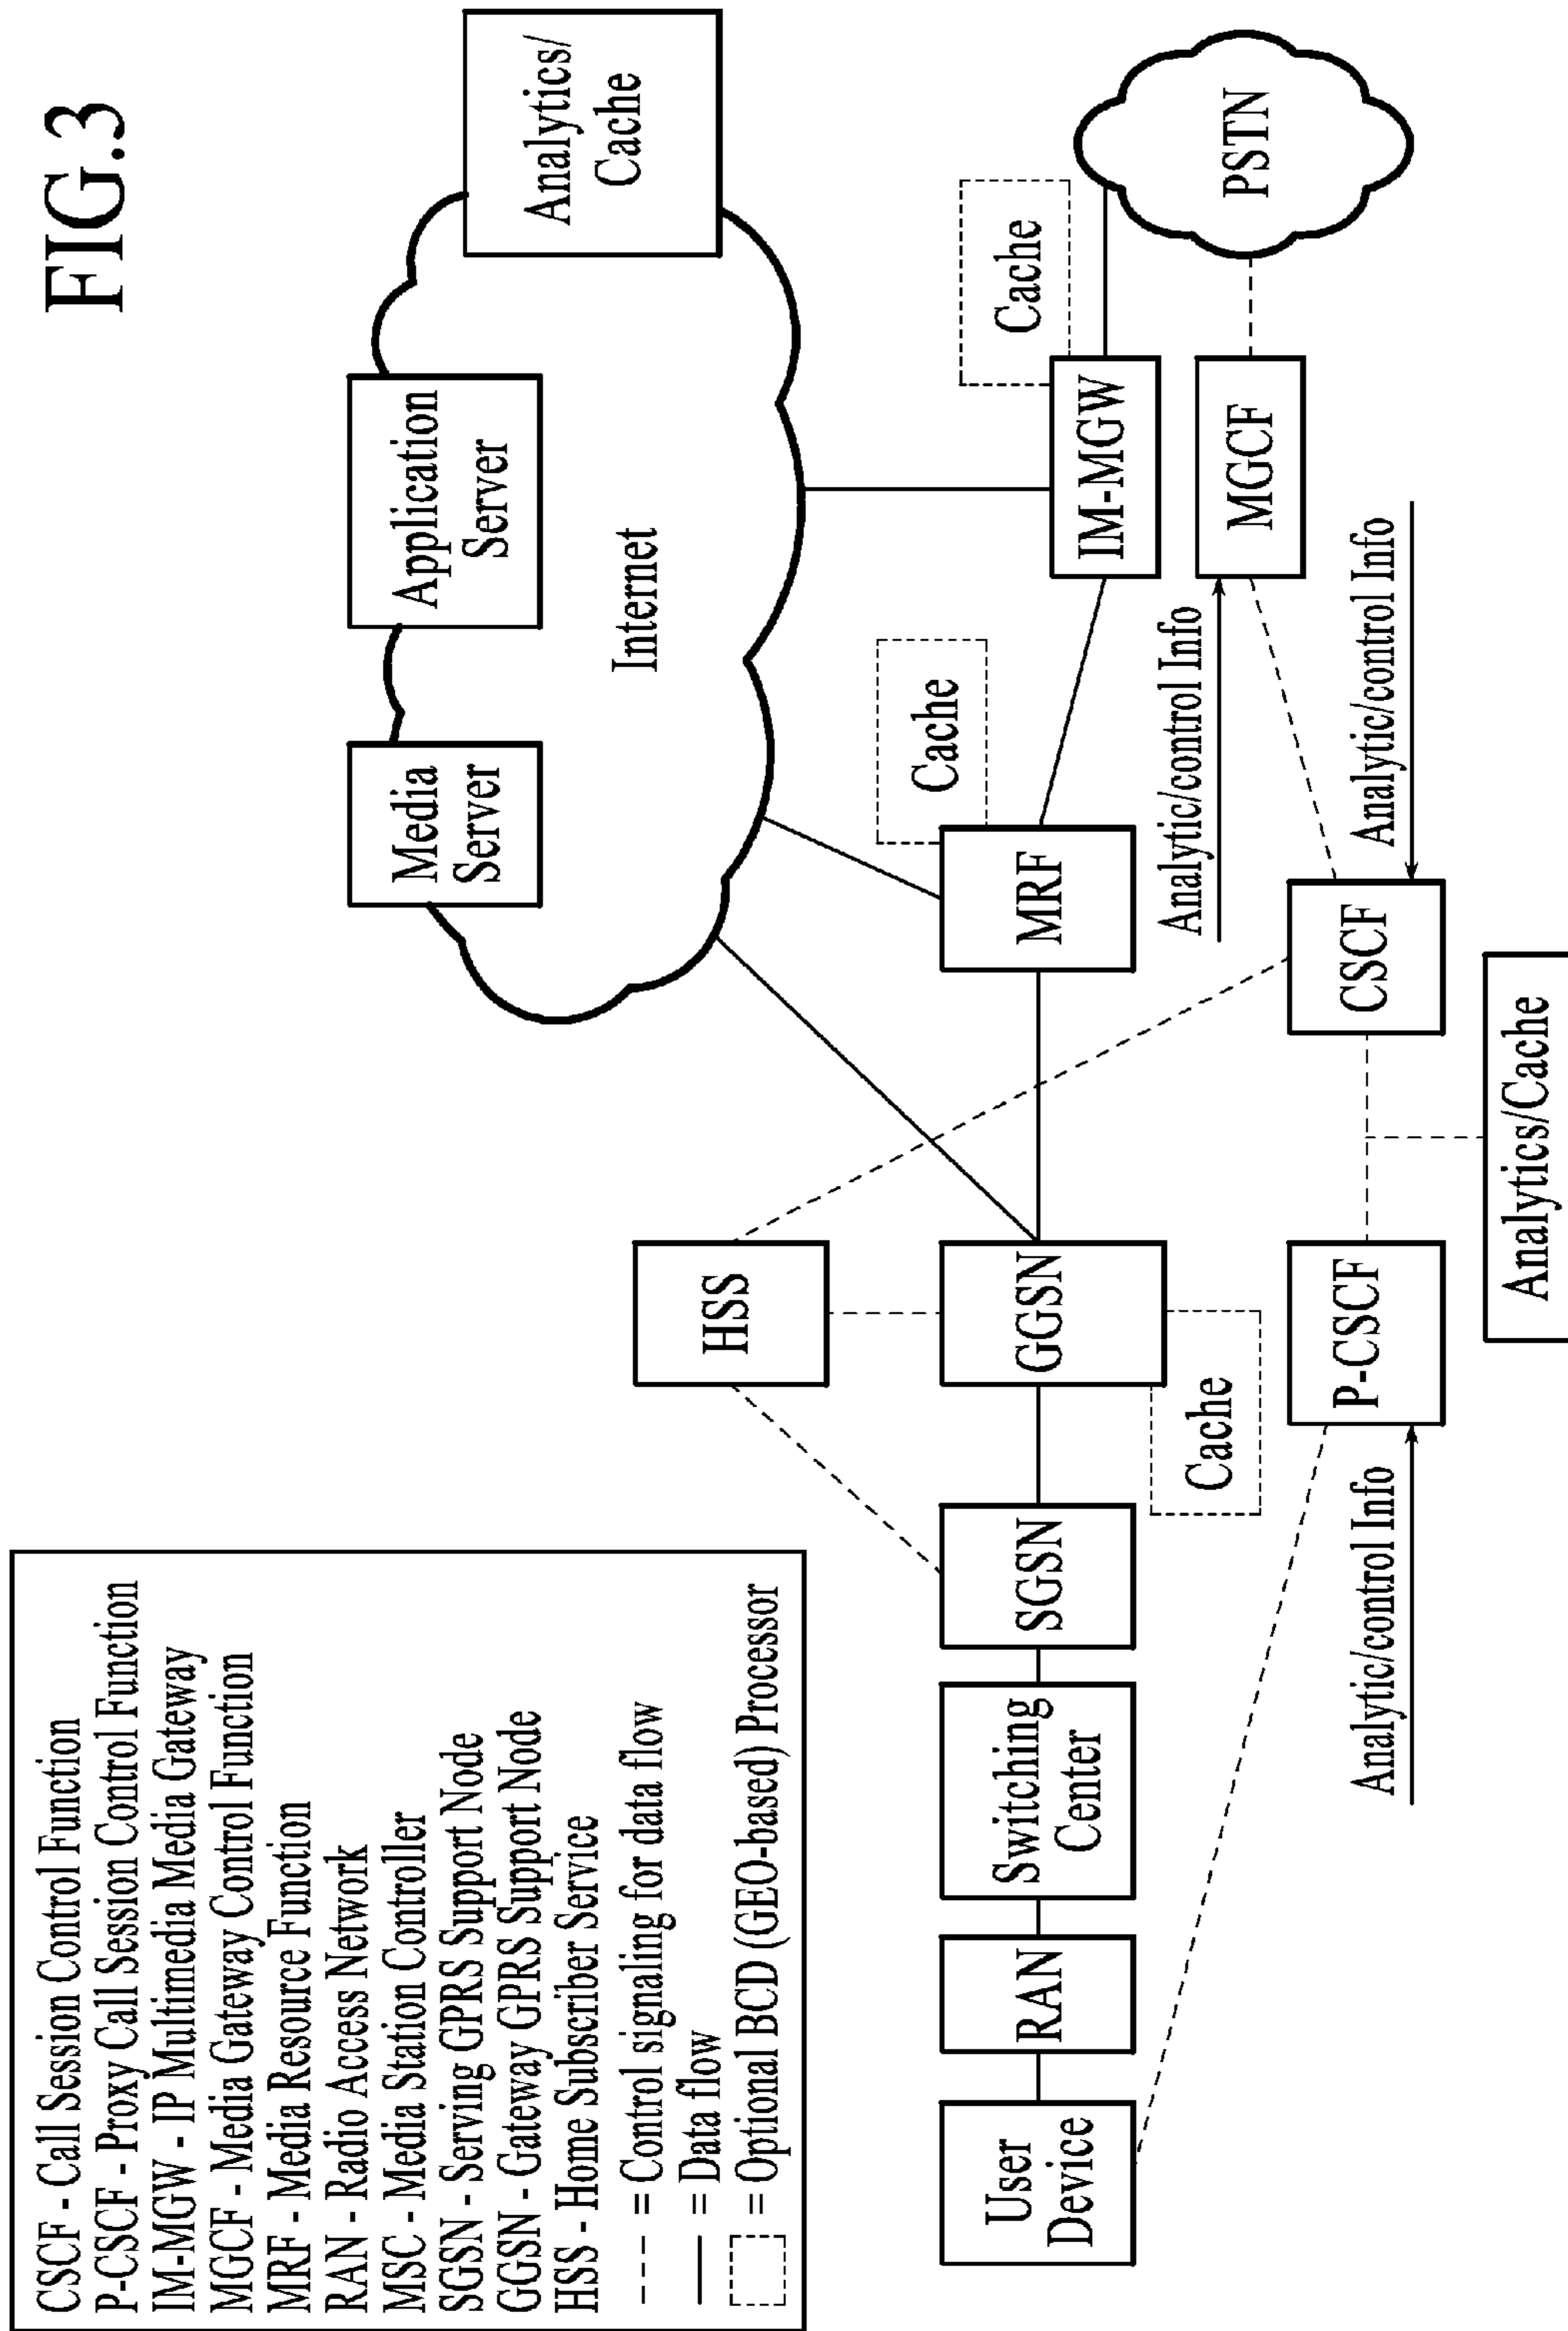 FIG.3
CSCF - Call Session Control Function
P-CSCF - Proxy Call Session Control Function
IM-MGW - IP Multimedia Media Gateway
MGCF - Media Gateway Control Function
MRF - Media Resource Function
RAN - Radio Access Network
MSC - Media Station Controller
SGSN - Serving GPRS Support Node
GGSN - Gateway GPRS Support Node
HSS - Home Subscriber Service
--- = Control signaling for data flow
— = Data flow
= Optional BCD (GEO-based) Processor
Media
Server
Application
Server
Analytics/
Cache
Internet
HSS
Cache
Cache
User
Device
RAN
Switching
Center
SGSN
GGSN
MRF
IM-MGW
PSTN
Cache
MGCF
Analytic/control Info
P-CSCF
CSCF
Analytic/control Info
Analytic/control Info
Analytics/Cache